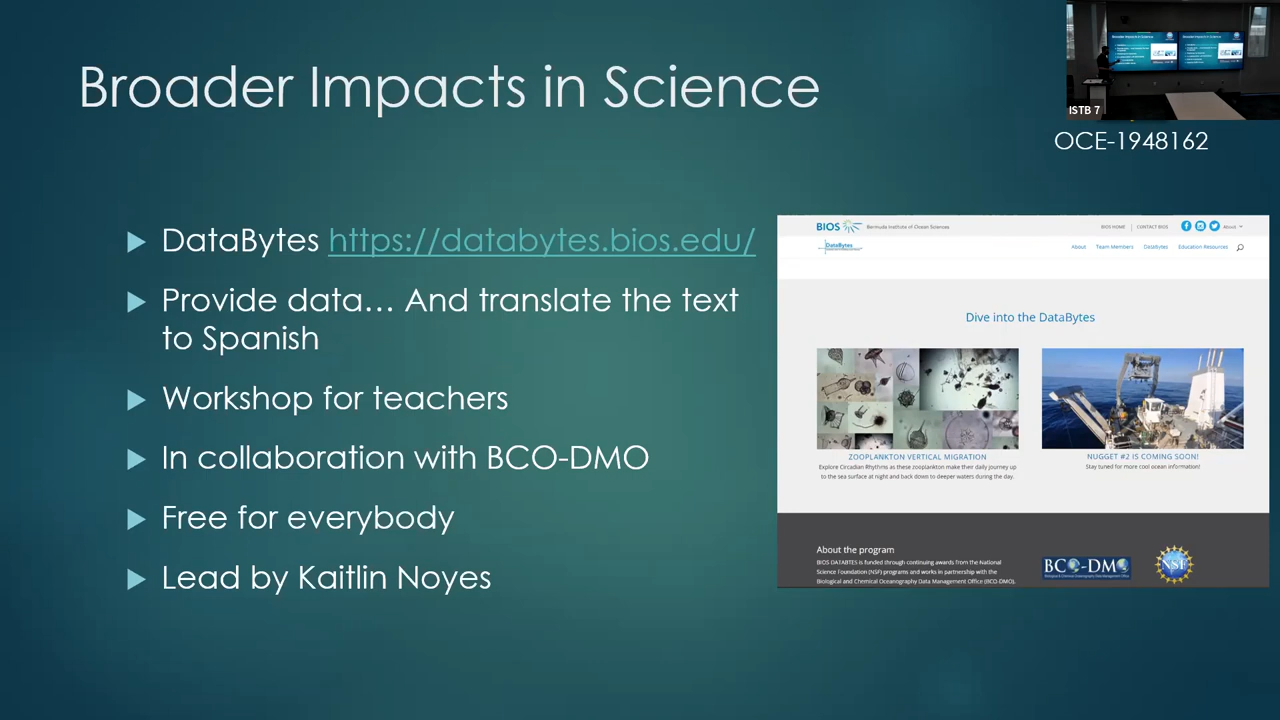 Broader Impacts in Science
ISTB 7
OCE-1948162
DataBytes https://databytes.bios.edu/
Provide data... And translate the text
to Spanish
Workshop for teachers
In collaboration with BCO-DMO
Free for everybody
Lead by Kaitlin Noyes
BIOS Bermuda Institute of Ocean Sciences
BIOS HOME | CONTACT BIOS
DataBytes
About Team Members DataBytes Education Resources
Dive into the DataBytes
ZOOPLANKTON VERTICAL MIGRATION
Explore Circadian Rhythms as these zooplankton make their daily journey up
to the sea surface at night and back down to deeper waters during the day.
NUGGET #2 IS COMING SOON!
Stay tuned for more cool ocean information!
About the program
BIOS DATABYTES is funded through continuing awards from the National
Science Foundation (NSF) programs and works in partnership with the
Biological and Chemical Oceanography Data Management Office (BCO-DMO),
BCO-DMO
Biological & Chemical Oceanography Data Management Office
NSF